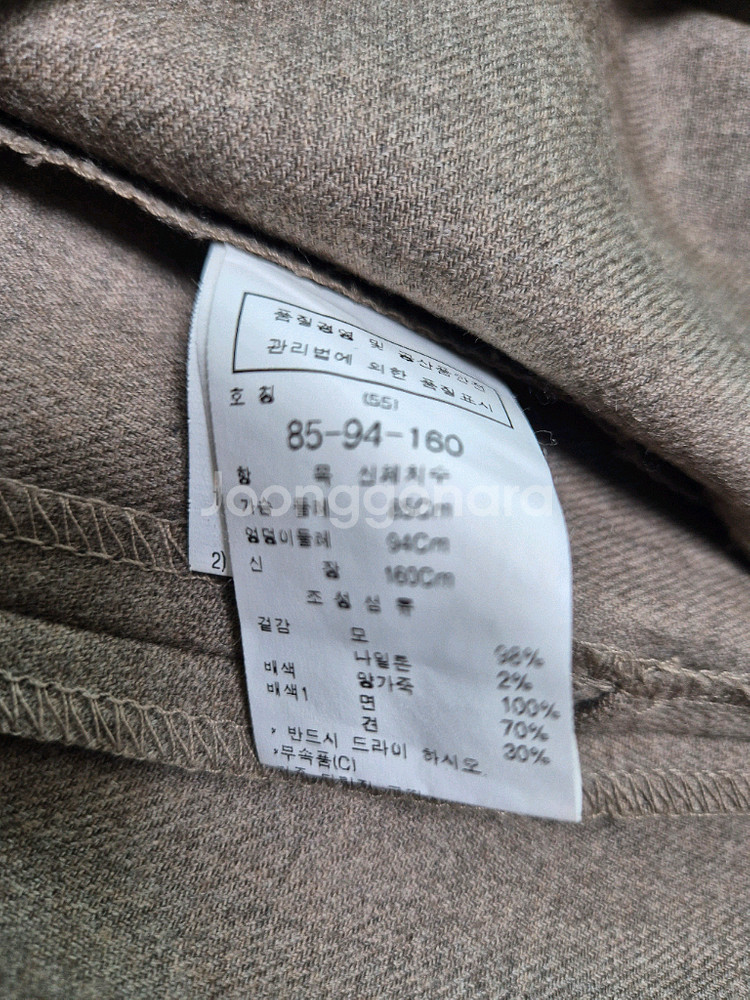 품질경영 및 공산품안전
관리법에 의한 품질표시
호 칭 (55)
85-94-160
항 목 신체치수
Joonggonara
가슴 둘레 85Cm
엉덩이둘레 94Cm
2) 신 장 160Cm
조 성 섬 유
겉감 모 98%
나일론 2%
배색 양가죽 100%
배색1 면 70%
견 30%
, 반드시 드라이 하시오.
,무속품(C)